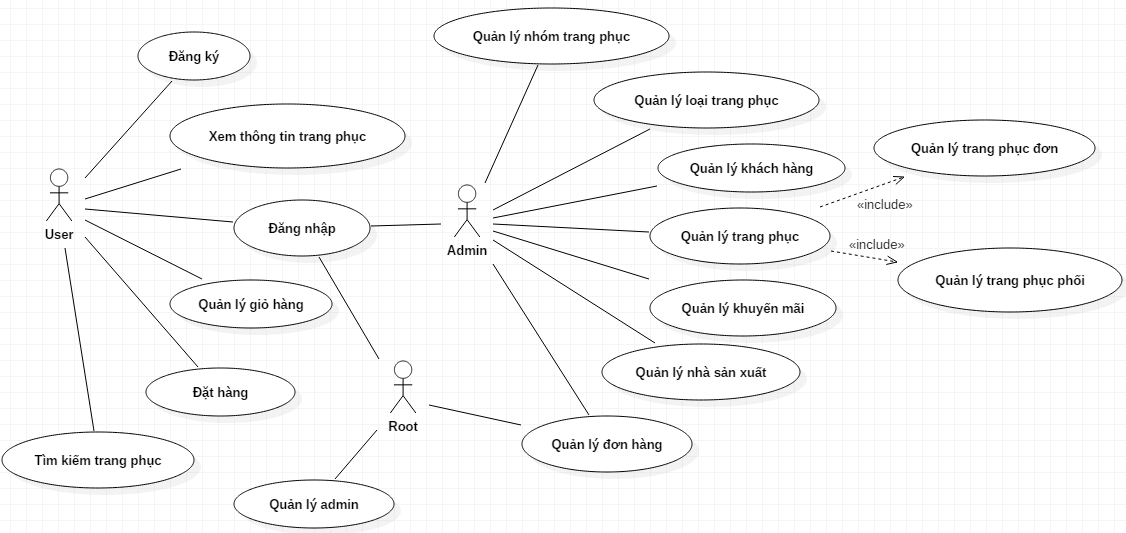 Quản lý nhóm trang phục
Đăng ký
Quản lý loại trang phục
Xem thông tin trang phục
Quản lý trang phục đơn
Quản lý khách hàng
«include»
User
Đăng nhập
Admin
Quản lý trang phục
«include»
Quản lý trang phục phối
Quản lý giỏ hàng
Quản lý khuyến mãi
Quản lý nhà sản xuất
Đặt hàng
Root
Quản lý đơn hàng
Tìm kiếm trang phục
Quản lý admin